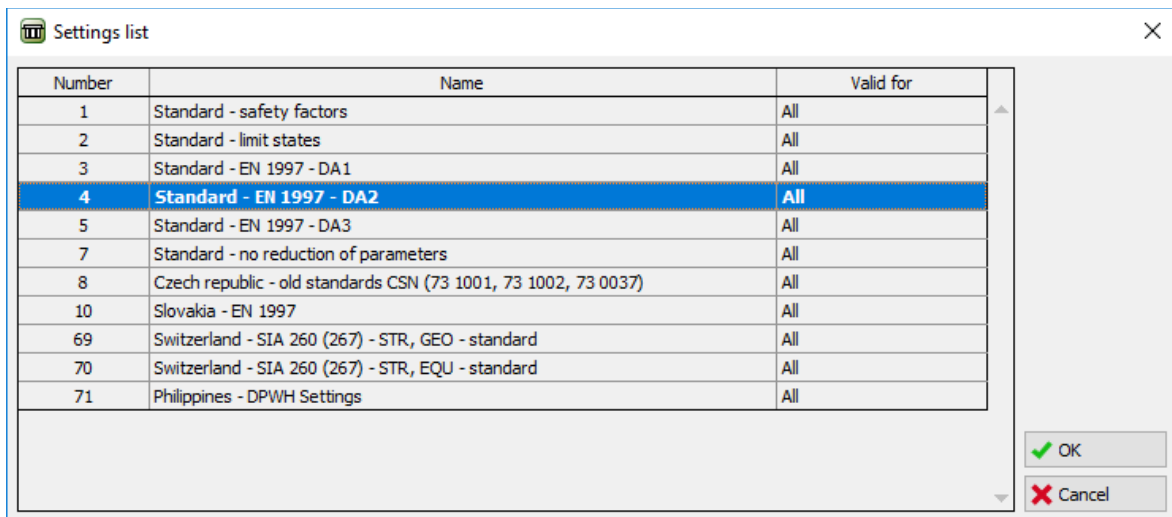 Settings list
Number Name Valid for
1 Standard - safety factors All
2 Standard - limit states All
3 Standard - EN 1997 - DA1 All
4 Standard - EN 1997 - DA2 All
5 Standard - EN 1997 - DA3 All
7 Standard - no reduction of parameters All
8 Czech republic - old standards CSN (73 1001, 73 1002, 73 0037) All
10 Slovakia - EN 1997 All
69 Switzerland - SIA 260 (267) - STR, GEO - standard All
70 Switzerland - SIA 260 (267) - STR, EQU - standard All
71 Philippines - DPWH Settings All
OK
Cancel